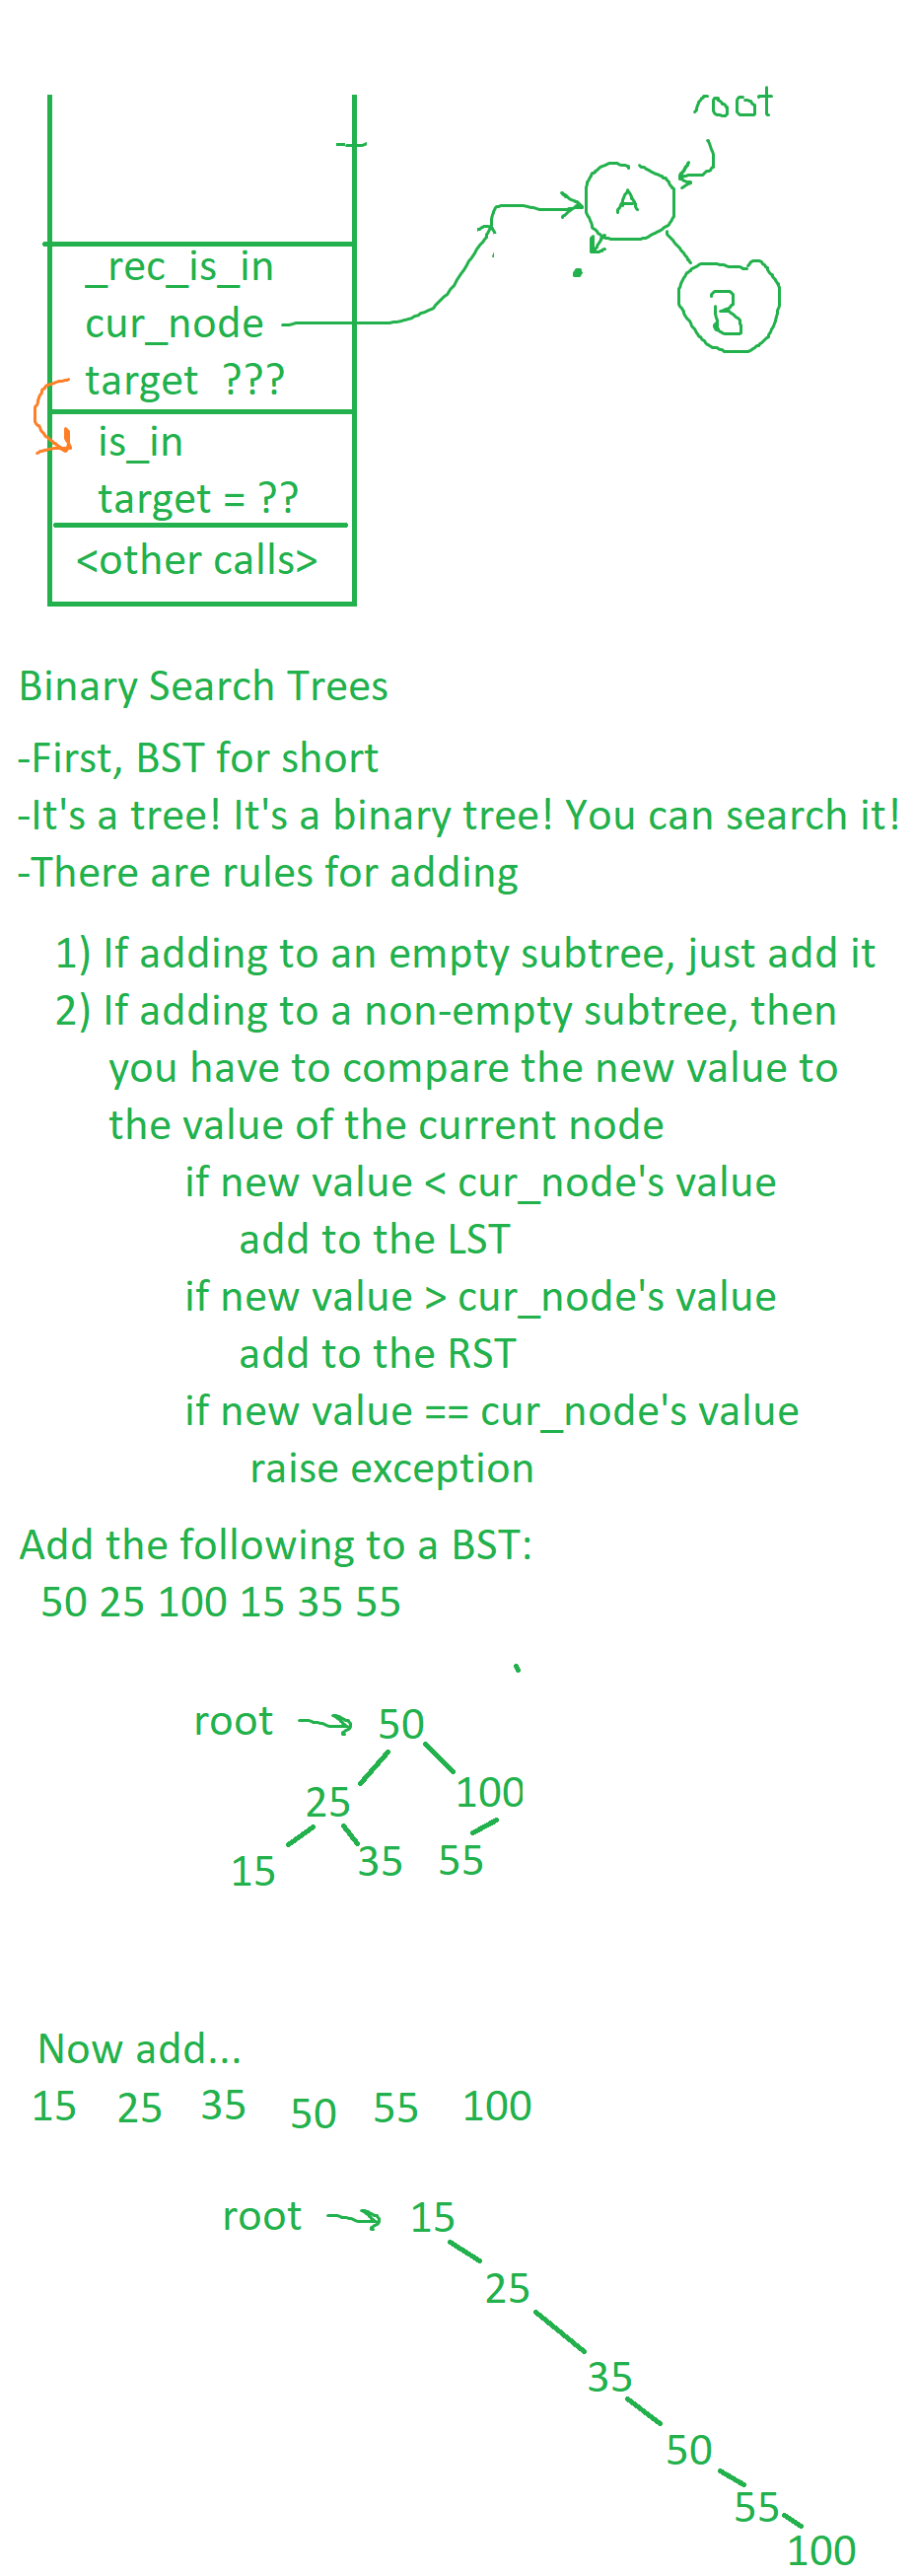 root
A
B
_rec_is_in
cur_node
target ???
is_in
target = ??
<other calls>
Binary Search Trees
-First, BST for short
-It's a tree! It's a binary tree! You can search it!
-There are rules for adding
1) If adding to an empty subtree, just add it
2) If adding to a non-empty subtree, then
you have to compare the new value to
the value of the current node
if new value < cur_node's value
add to the LST
if new value > cur_node's value
add to the RST
if new value == cur_node's value
raise exception
Add the following to a BST:
50 25 100 15 35 55
root 50
25 100
15 35 55
Now add...
15 25 35 50 55 100
root 15
25
35
50
55
100